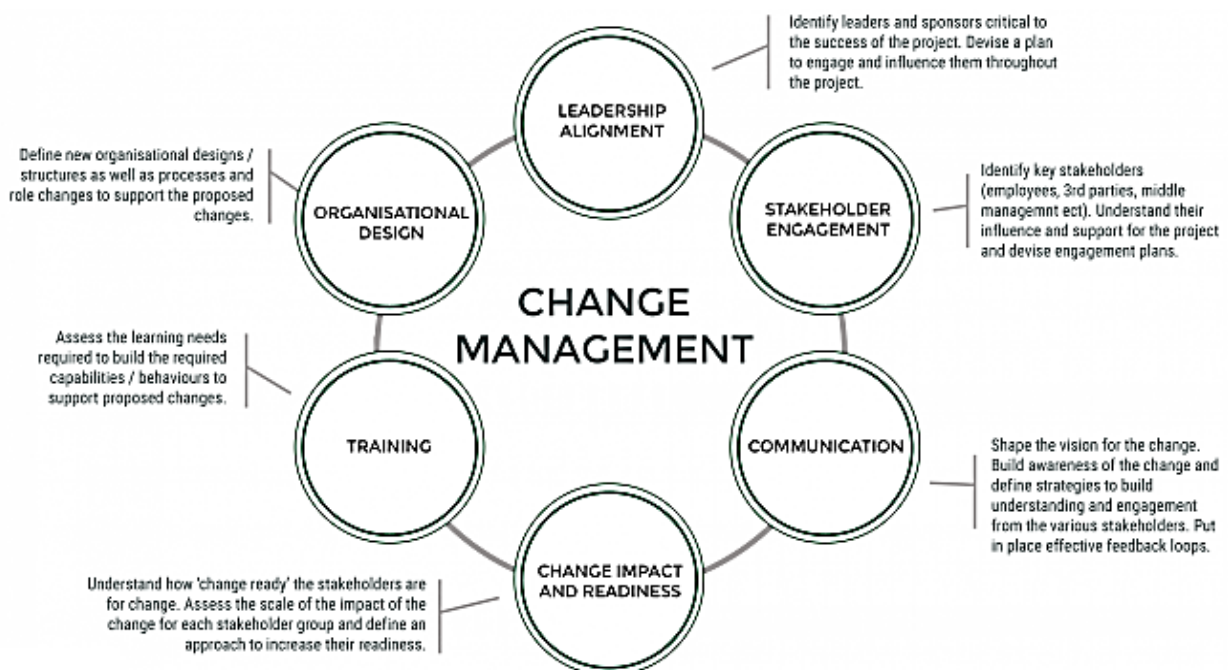 Identify leaders and sponsors critical to
the success of the project. Devise a plan
to engage and influence them throughout
the project.
LEADERSHIP
ALIGNMENT
Define new organisational designs /
structures as well as processes and
role changes to support the proposed
changes.
ORGANISATIONAL
DESIGN
STAKEHOLDER
ENGAGEMENT
Identify key stakeholders
(employees, 3rd parties, middle
managemnt ect). Understand their
influence and support for the project
and devise engagement plans.
CHANGE
MANAGEMENT
Assess the learning needs
required to build the required
capabilities / behaviours to
support proposed changes.
TRAINING
COMMUNICATION
Shape the vision for the change.
Build awareness of the change and
define strategies to build
understanding and engagement
from the various stakeholders. Put
in place effective feedback loops.
CHANGE IMPACT
AND READINESS
Understand how 'change ready' the stakeholders are
for change. Assess the scale of the impact of the
change for each stakeholder group and define an
approach to increase their readiness.